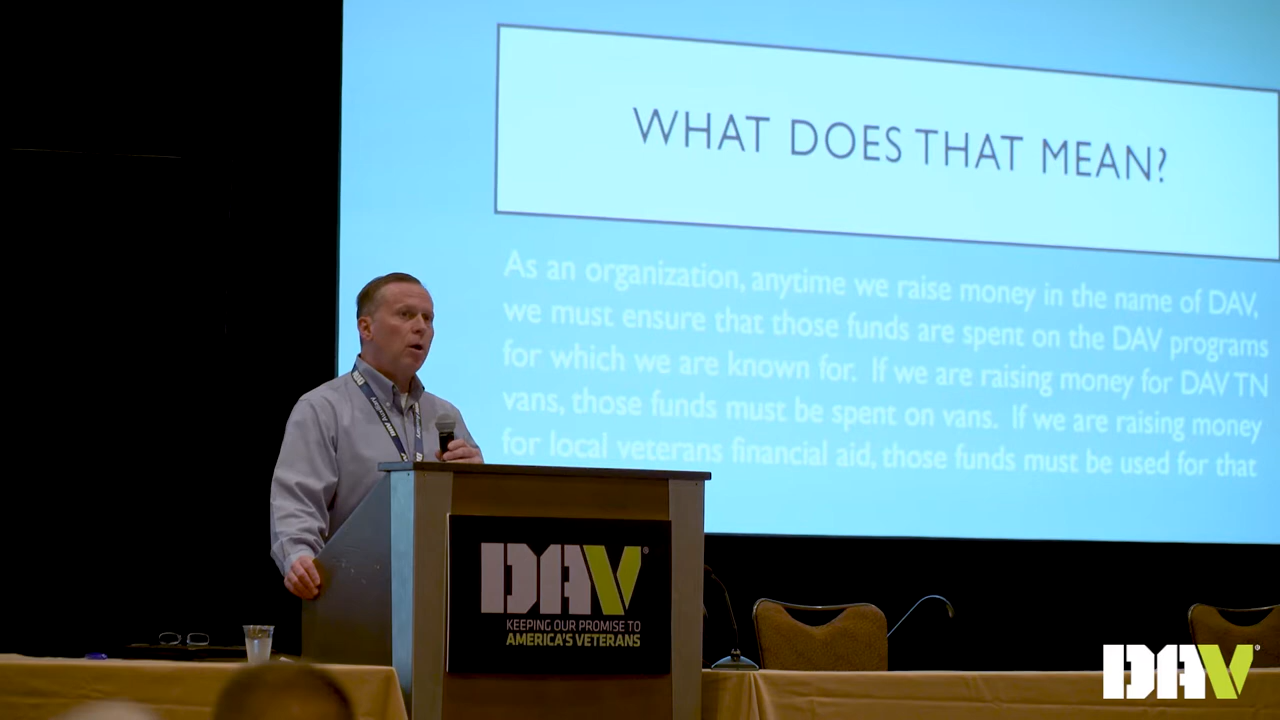 WHAT DOES THAT MEAN?
As an organization, anytime we raise money in the name of DAV,
we must ensure that those funds are spent on the DAV programs
for which we are known for. If we are raising money for DAV TN
vans, those funds must be spent on vans. If we are raising money
for local veterans financial aid, those funds must be used for that
DAV®
KEEPING OUR PROMISE TO
AMERICA'S VETERANS
DAV®